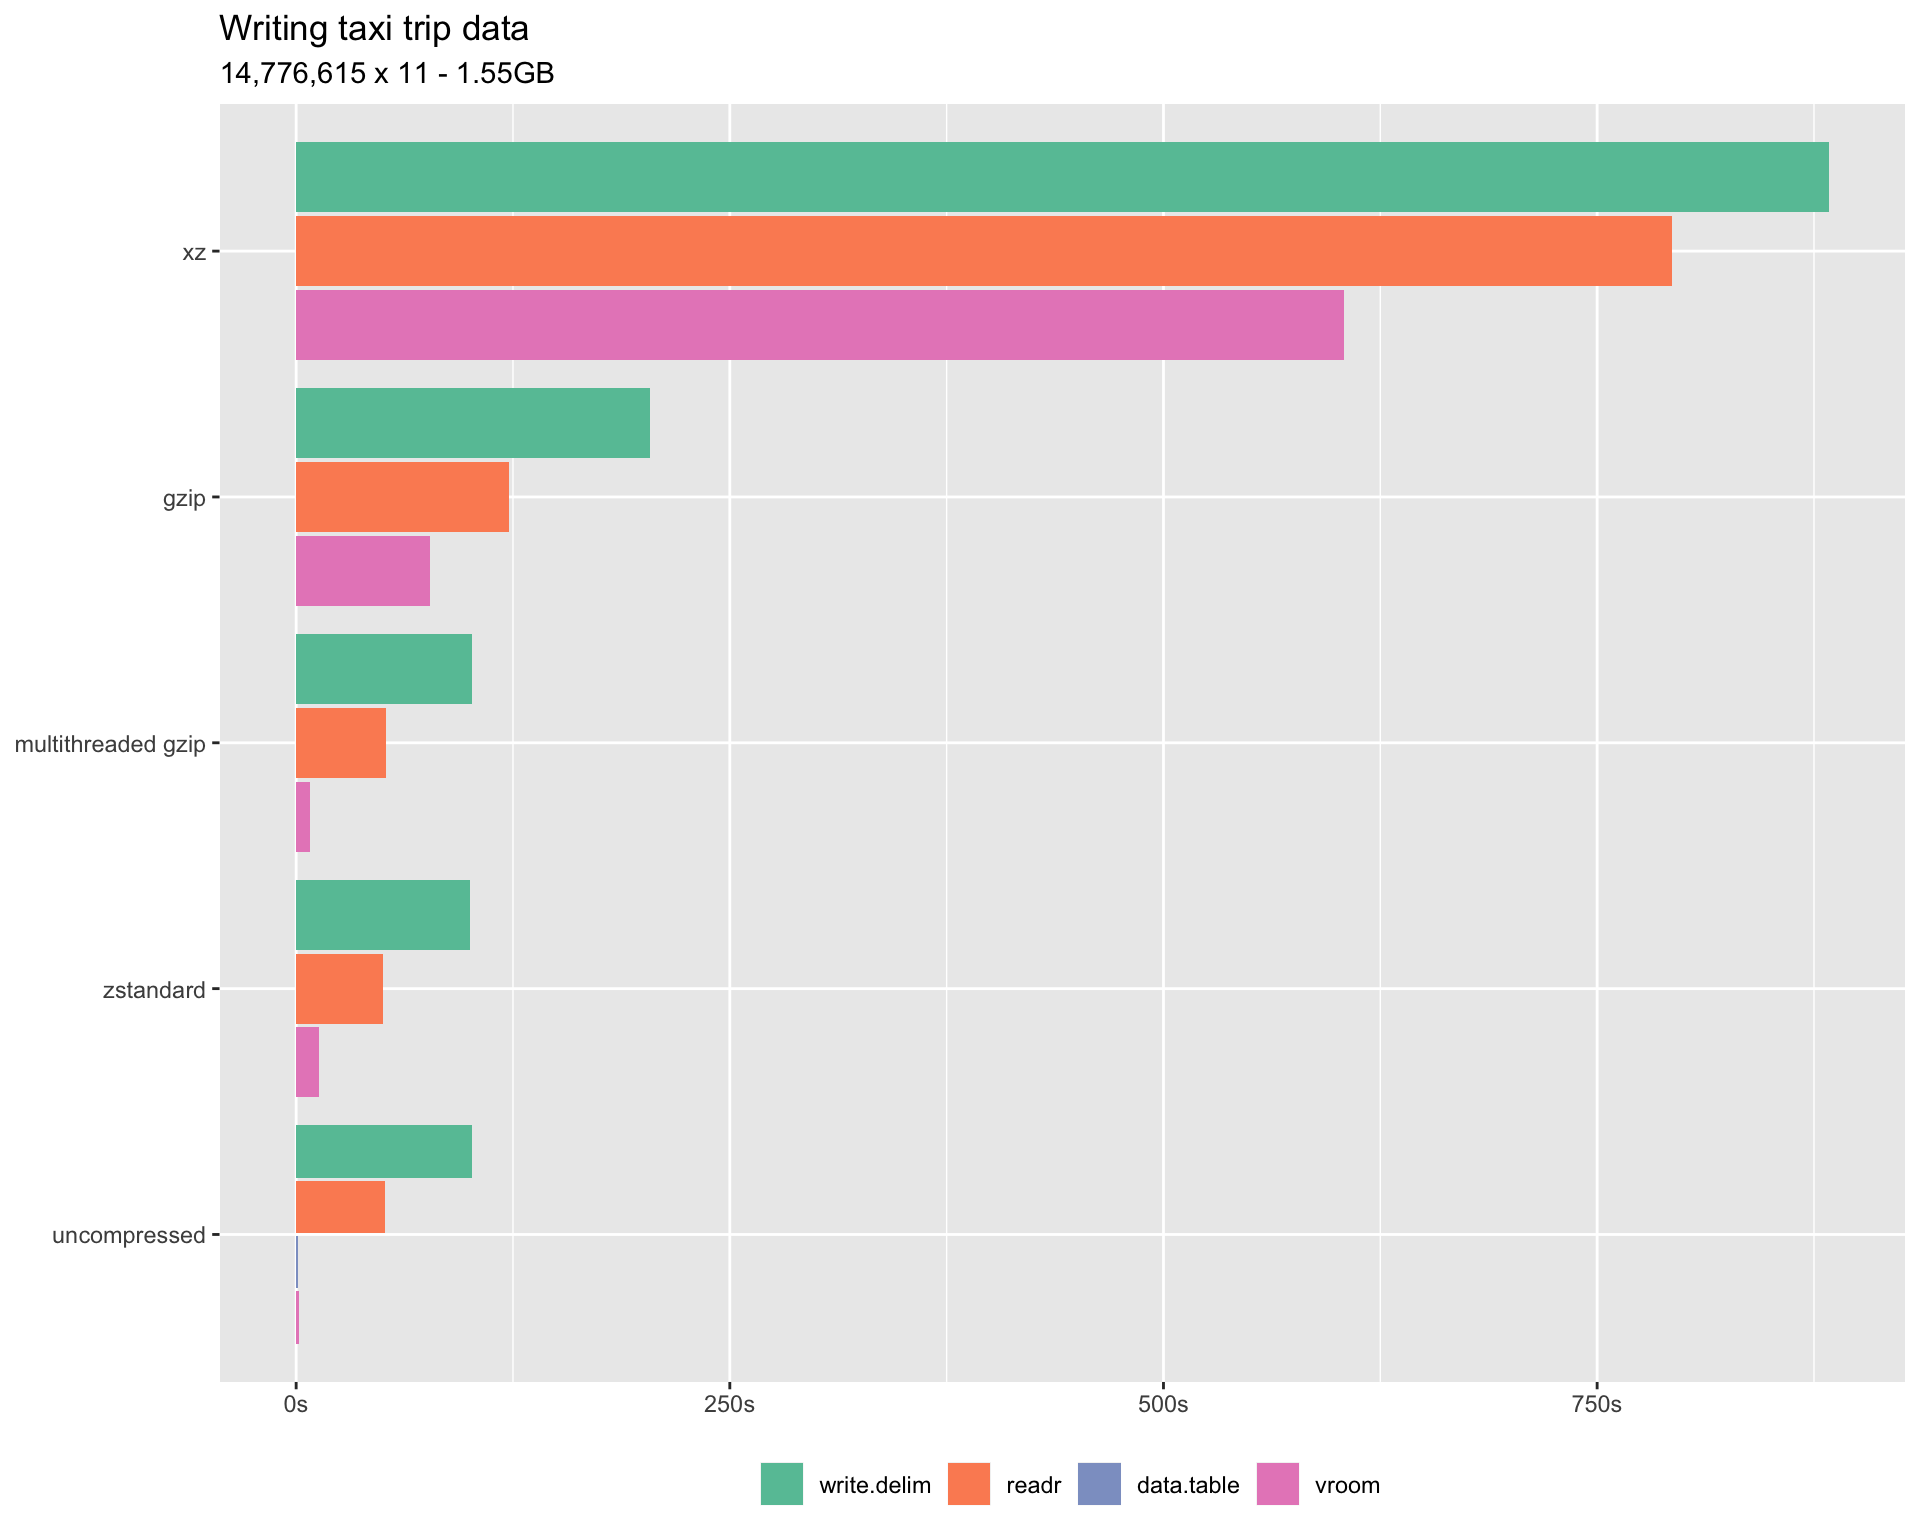 Writing taxi trip data
14,776,615 x 11 - 1.55GB
xz
gzip
multithreaded gzip
zstandard
uncompressed
0s 250s 500s 750s
write.delim readr data.table vroom